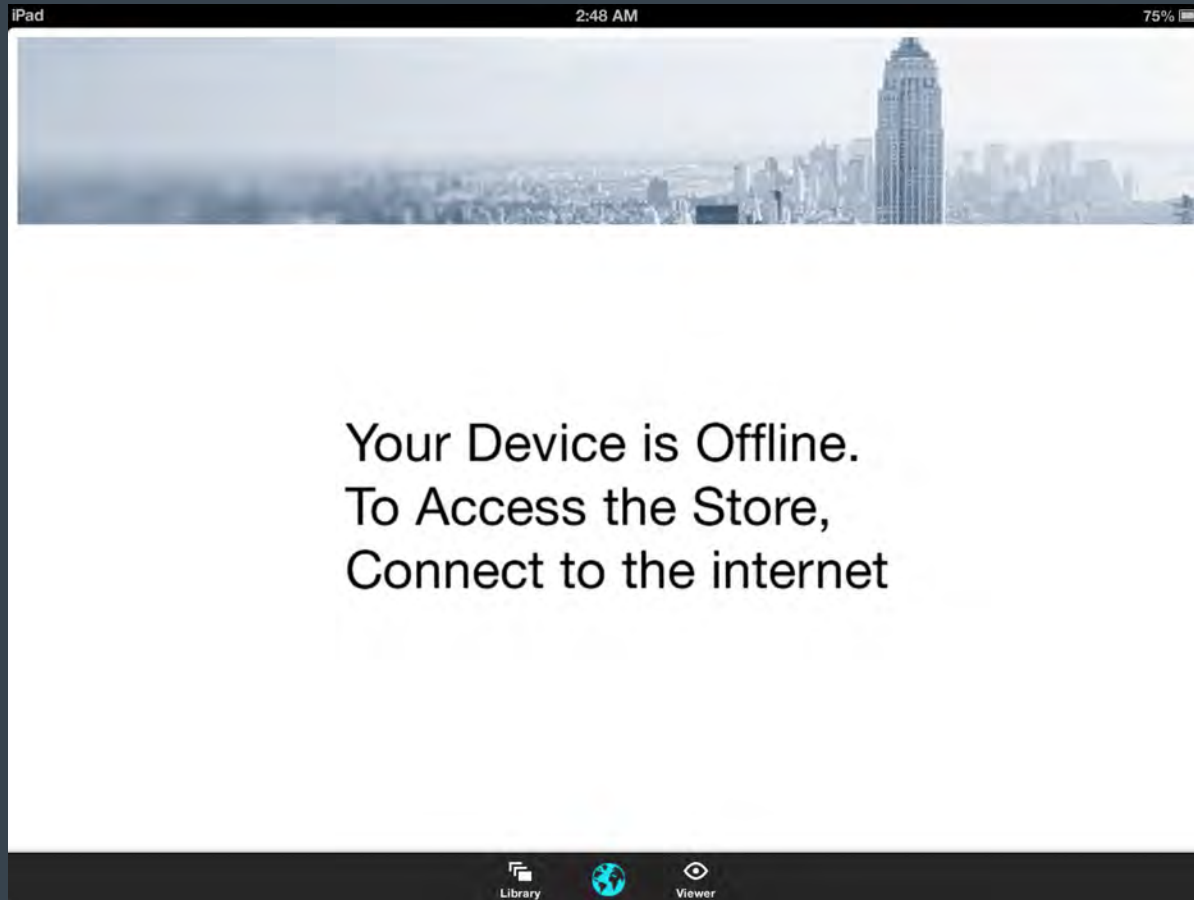 iPad
2:48 AM
75%
Your Device is Offline.
To Access the Store,
Connect to the internet
Library
Viewer